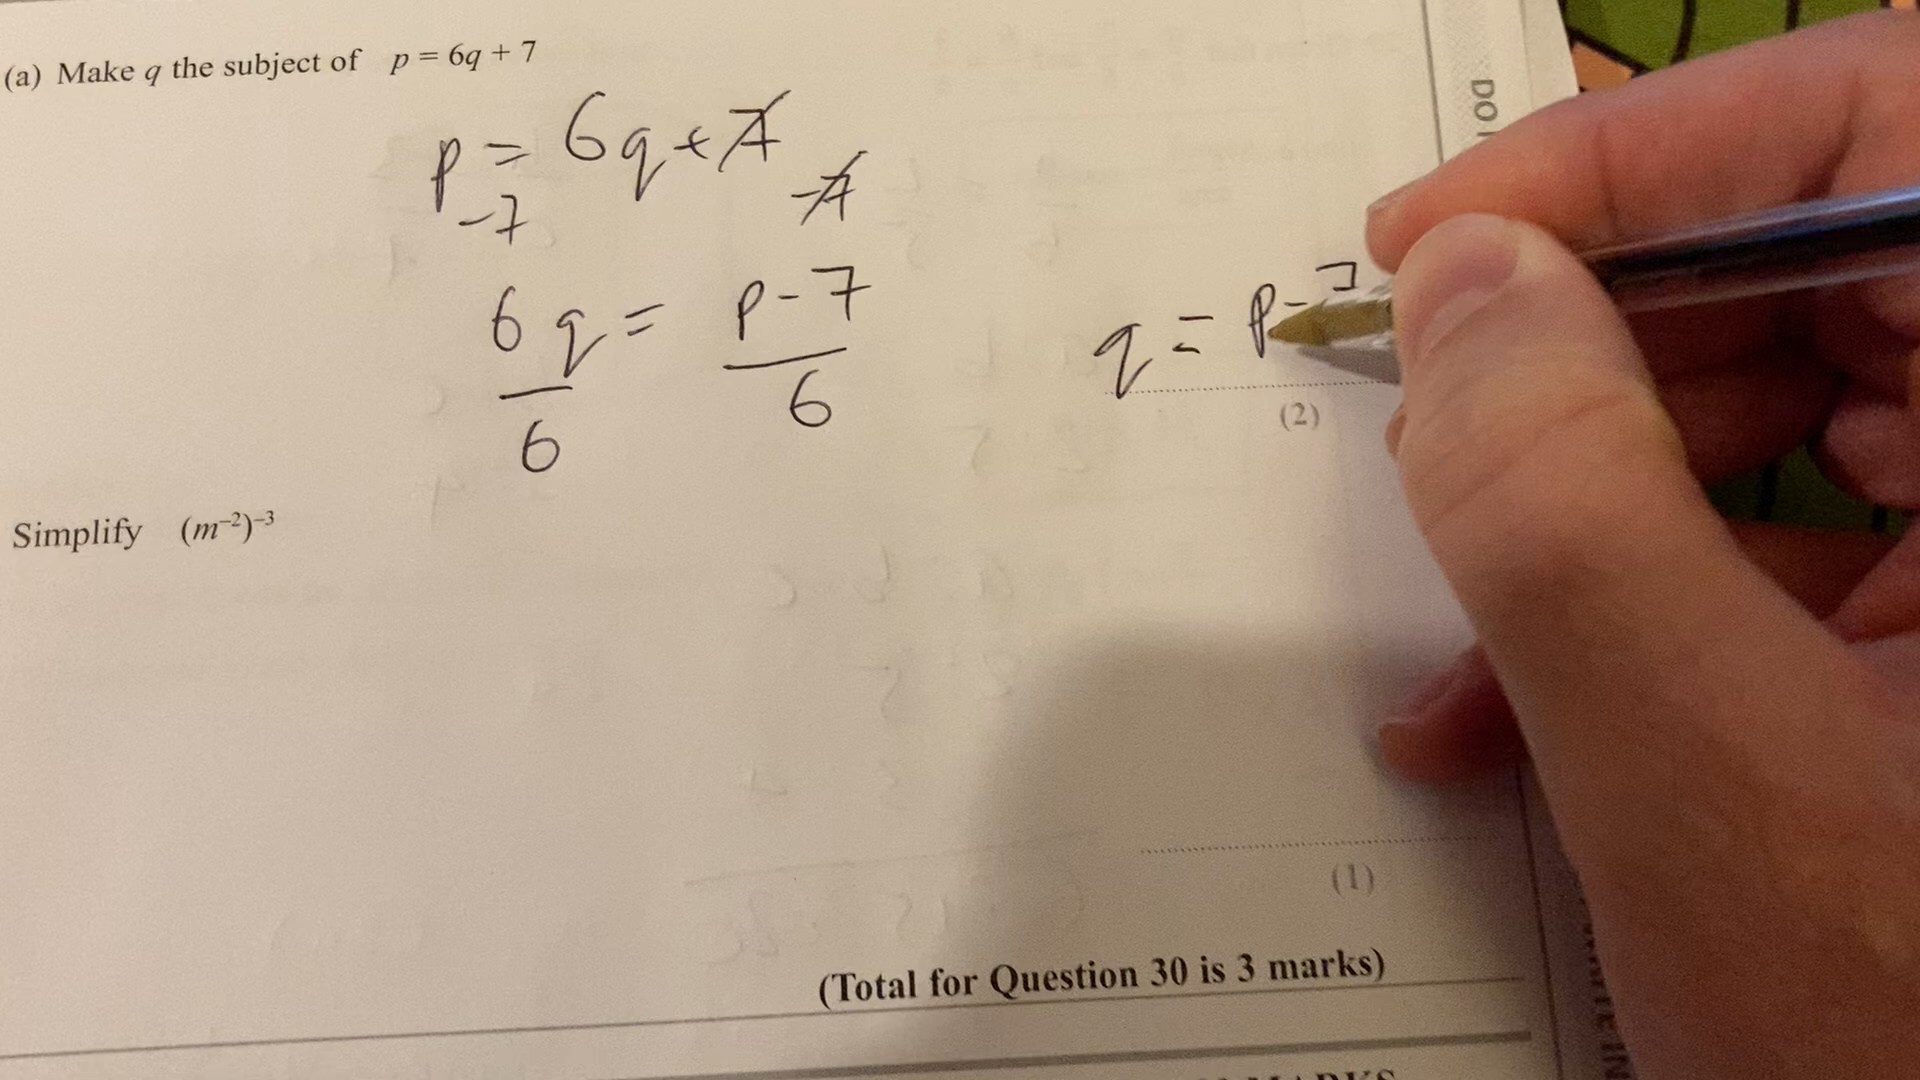 (a) Make q the subject of p = 6q + 7
p = 6q + 7
-7 -7
6q = p - 7
6 6
q = p - 7
(2)
Simplify (m⁻²)⁻³
(1)
(Total for Question 30 is 3 marks)
DO